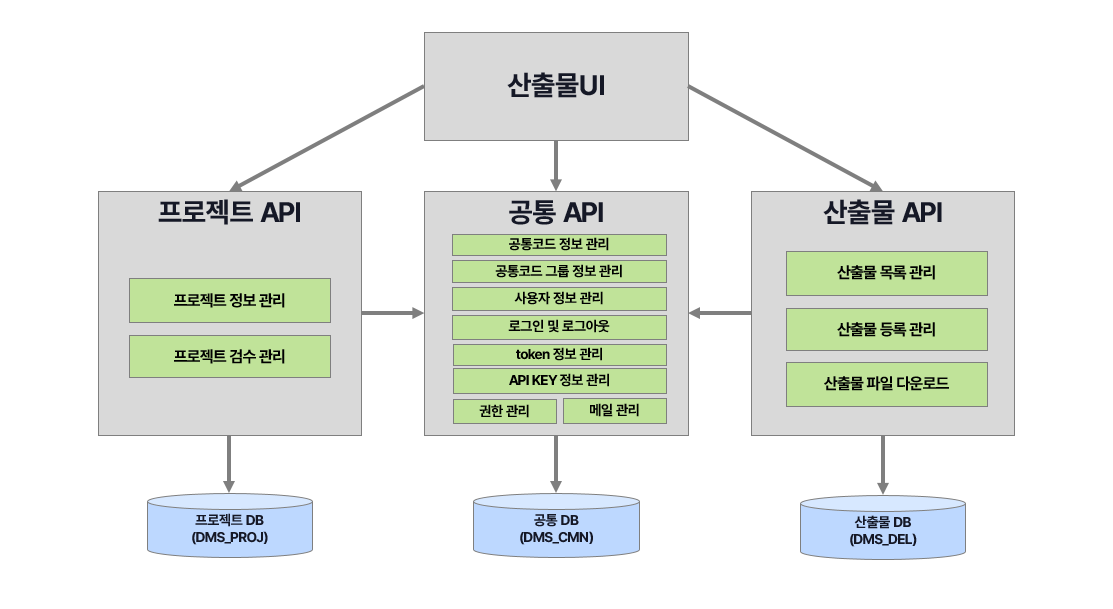 산출물UI
프로젝트 API
프로젝트 정보 관리
프로젝트 검수 관리
공통 API
공통코드 정보 관리
공통코드 그룹 정보 관리
사용자 정보 관리
로그인 및 로그아웃
token 정보 관리
API KEY 정보 관리
권한 관리
메일 관리
산출물 API
산출물 목록 관리
산출물 등록 관리
산출물 파일 다운로드
프로젝트 DB
(DMS_PROJ)
공통 DB
(DMS_CMN)
산출물 DB
(DMS_DEL)